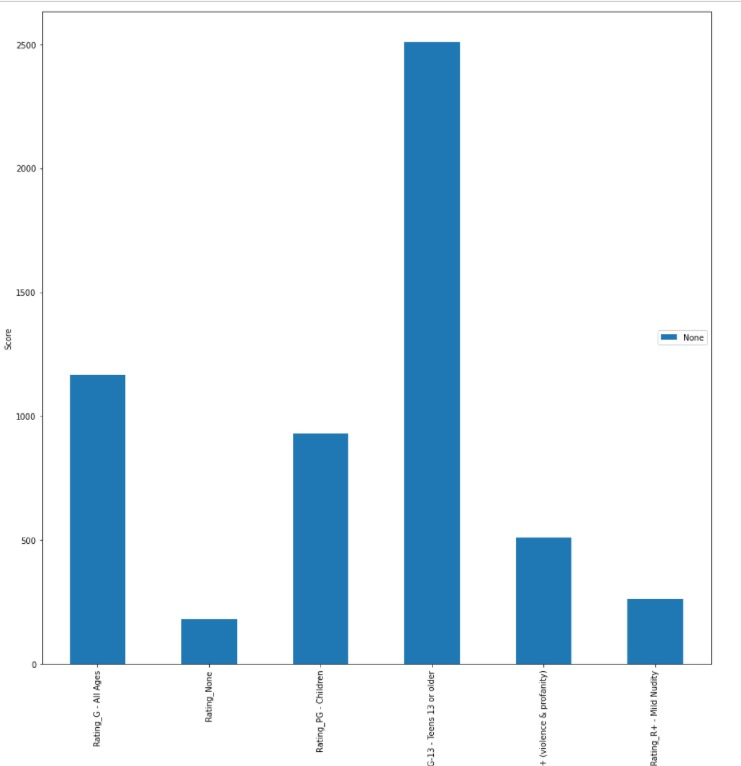 2500
2000
1500
1000
500
0
Score
None
Rating_G - All Ages
Rating_None
Rating_PG - Children
G-13 - Teens 13 or older
+ (violence & profanity)
Rating_R+ - Mild Nudity